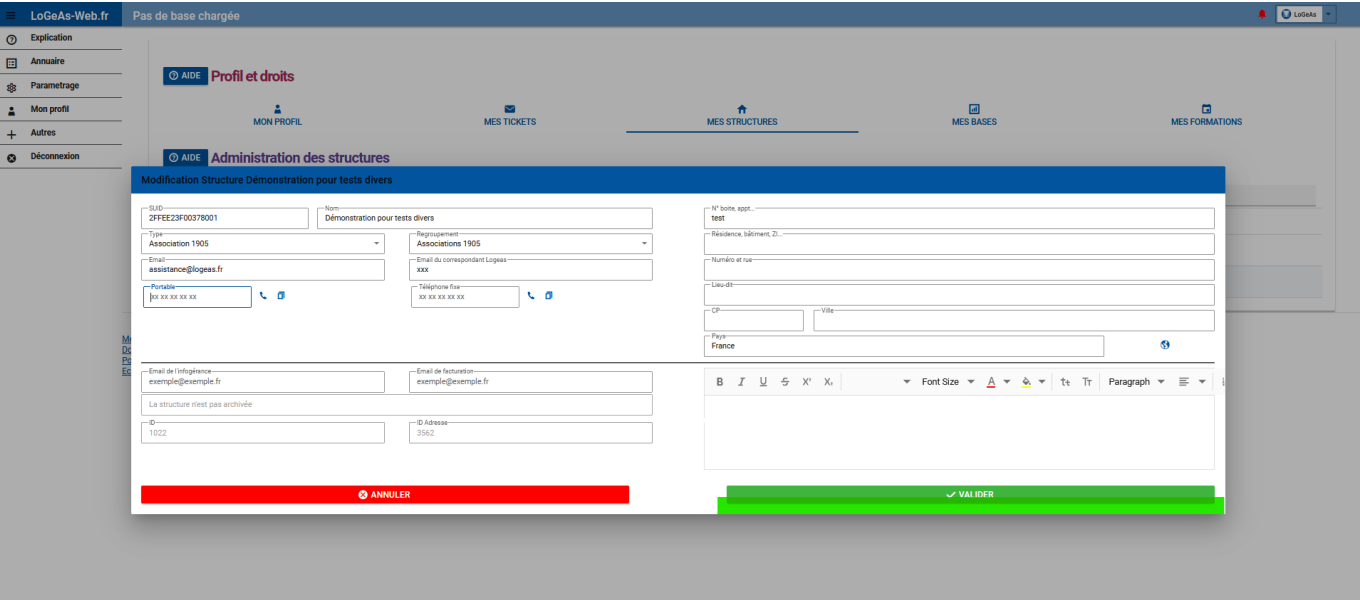 LoGeAs-Web.fr Pas de base chargée LoGeAs
Explication
Annuaire
Parametrage
Mon profil
Autres
Déconnexion
AIDE Profil et droits
MON PROFIL MES TICKETS MES STRUCTURES MES BASES MES FORMATIONS
AIDE Administration des structures
Modification Structure Démonstration pour tests divers
SUID Nom
2FFEE23F00378001 Démonstration pour tests divers
Type Regroupement
Association 1905 Associations 1905
Email Email du correspondant Logeas
assistance@logeas.fr xxx
Portable Téléphone fixe
xx xx xx xx xx xx xx xx xx xx
N° boite, appt...
test
Résidence, bâtiment, ZI...
Numéro et rue
Lieu-dit
CP Ville
Pays
France
Email de l'infogérance Email de facturation
exemple@exemple.fr exemple@exemple.fr
La structure n'est pas archivée
ID ID Adresse
1022 3562
B I U S X² X₂ Font Size A Tt Tr Paragraph
ANNULER VALIDER